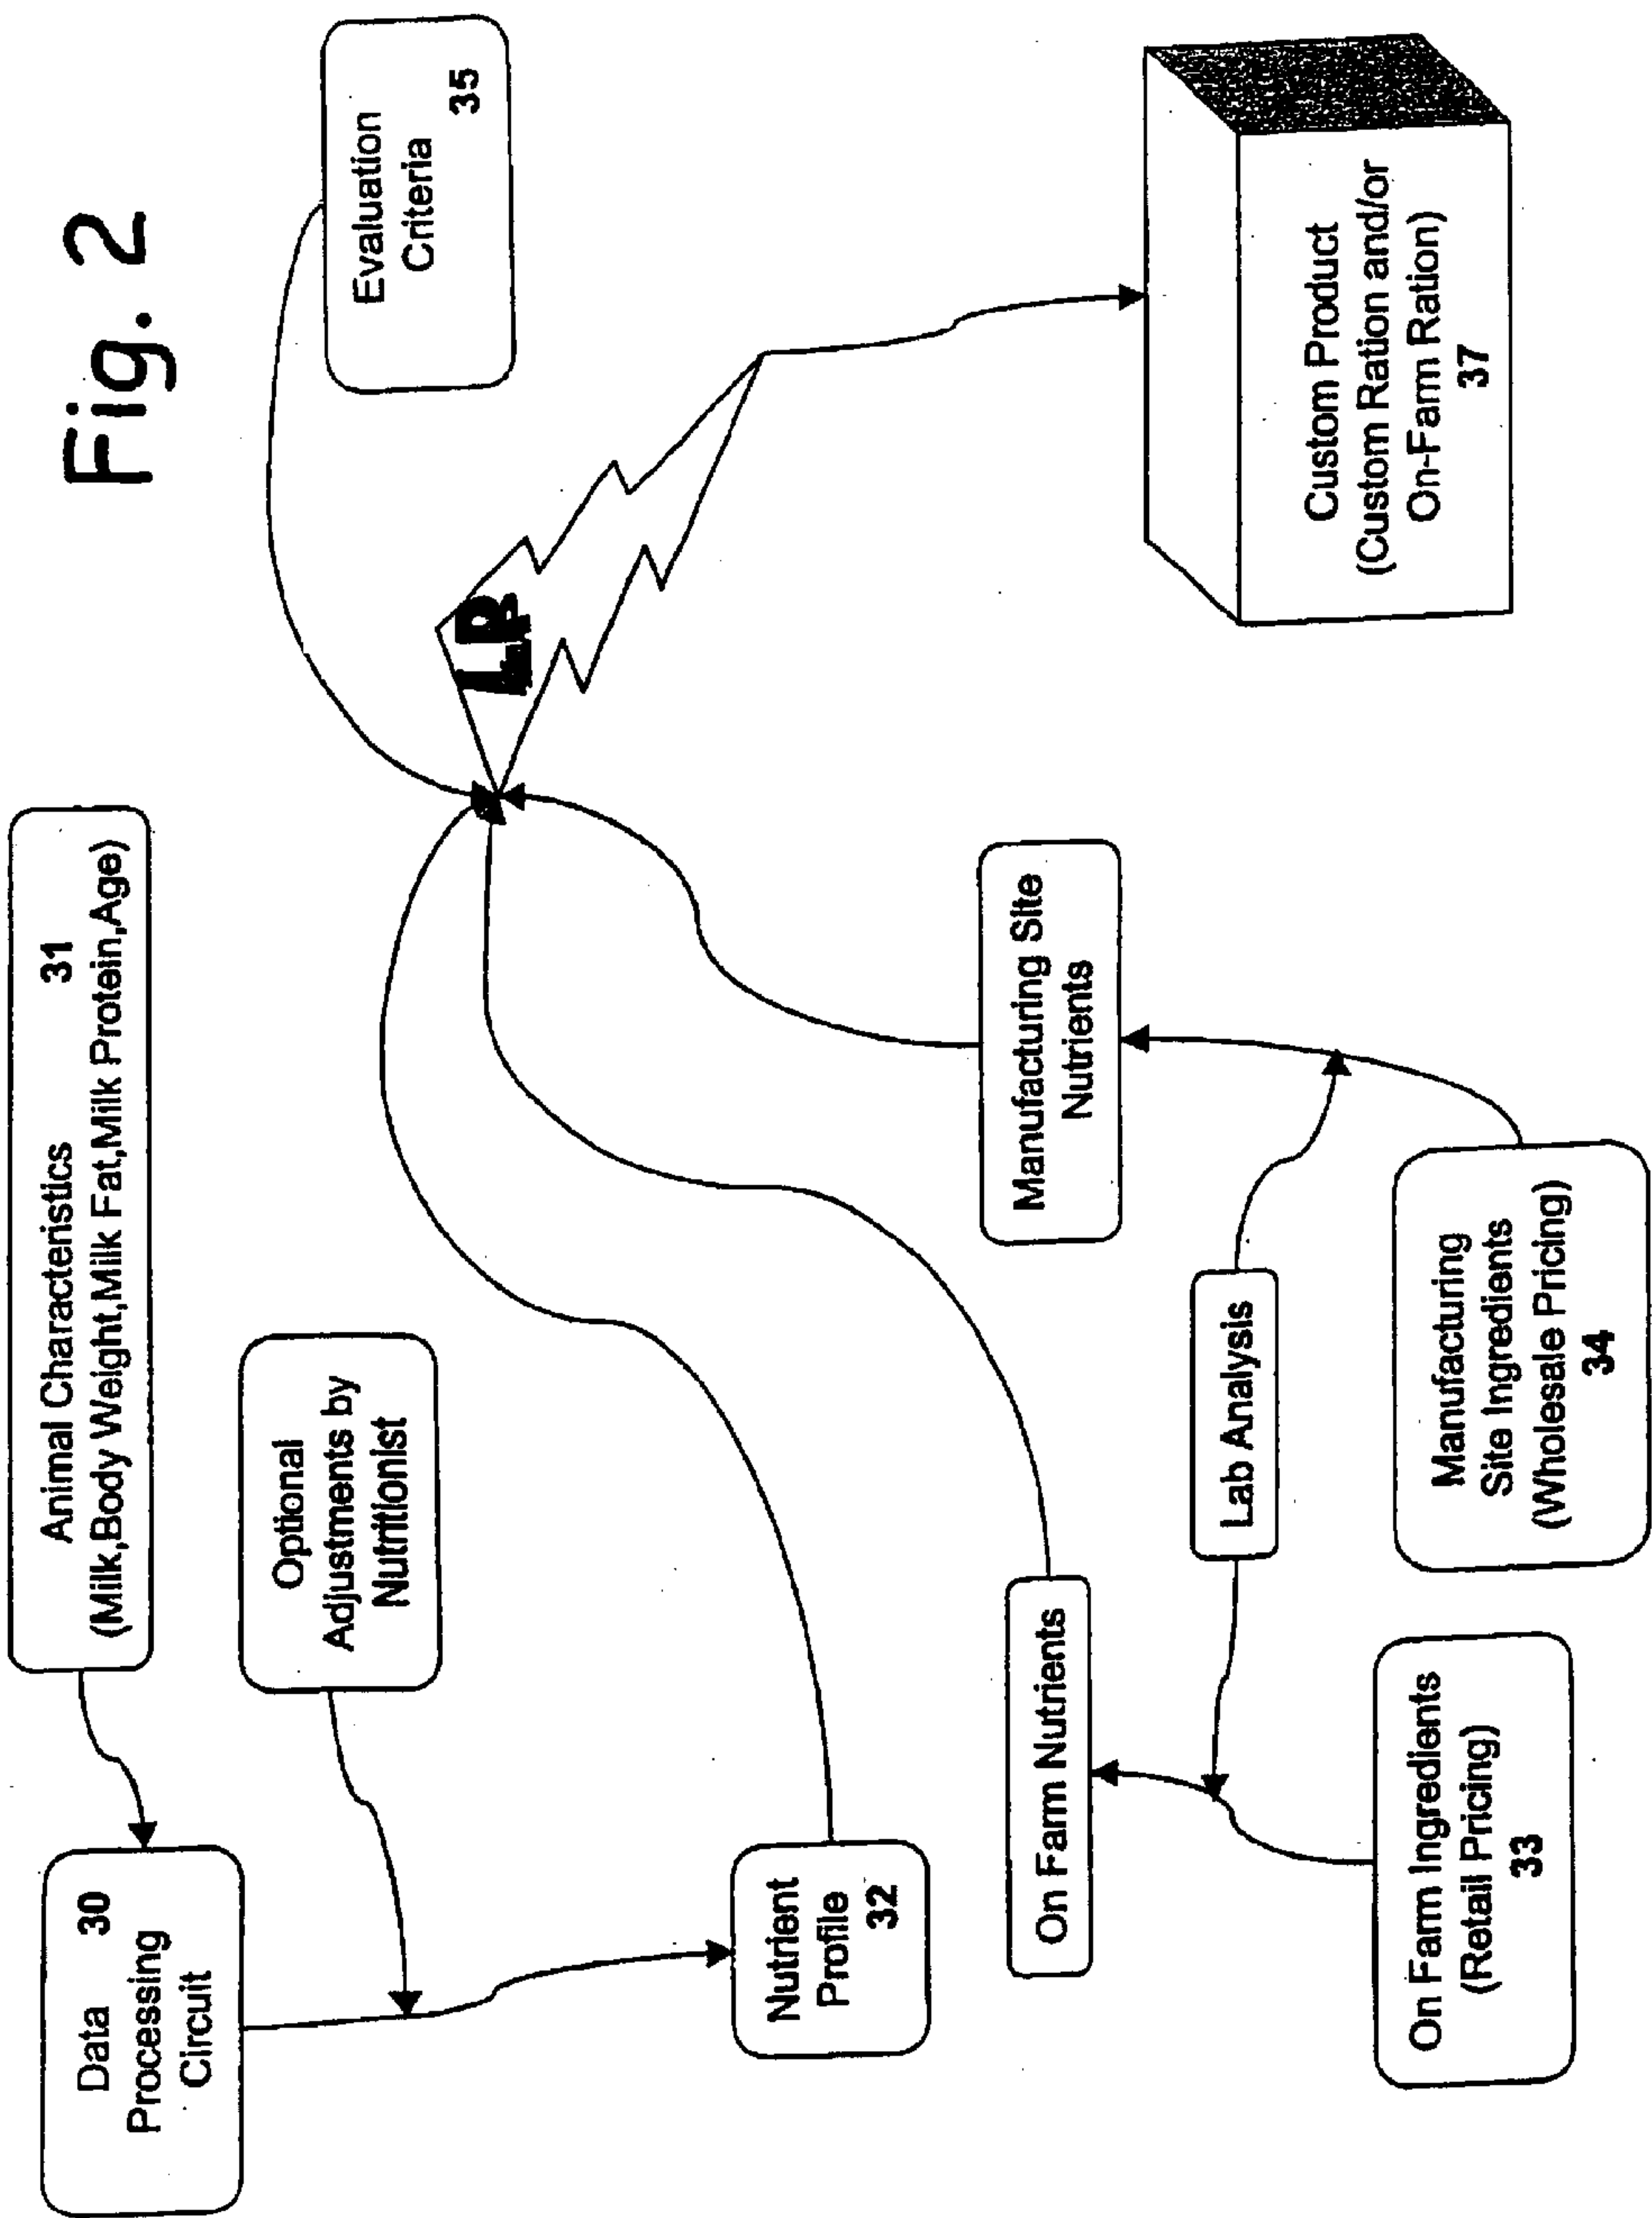 Fig. 2
Data 30
Processing
Circuit
Animal Characteristics 31
(Milk,Body Weight,Milk Fat,Milk Protein,Age)
Optional
Adjustments by
Nutritionist
Evaluation
Criteria
35
LP
Nutrient
Profile
32
On Farm Nutrients
Manufacturing Site
Nutrients
Lab Analysis
On Farm Ingredients
(Retail Pricing)
33
Manufacturing
Site Ingredients
(Wholesale Pricing)
34
Custom Product
(Custom Ration and/or
On-Farm Ration)
37